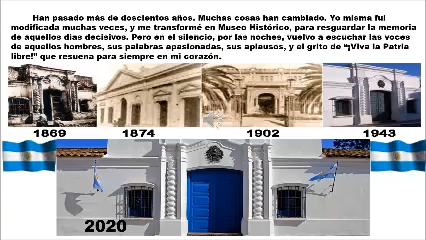 Han pasado más de doscientos años. Muchas cosas han cambiado. Yo misma fui
modificada muchas veces, y me transformé en Museo Histórico, para resguardar la memoria
de aquellos días decisivos. Pero en el silencio, por las noches, vuelvo a escuchar las voces
de aquellos hombres, sus palabras apasionadas, sus aplausos, y el grito de “¡Viva la Patria
libre!” que resuena para siempre en mi corazón.
1869 1874 1902 1943
2020